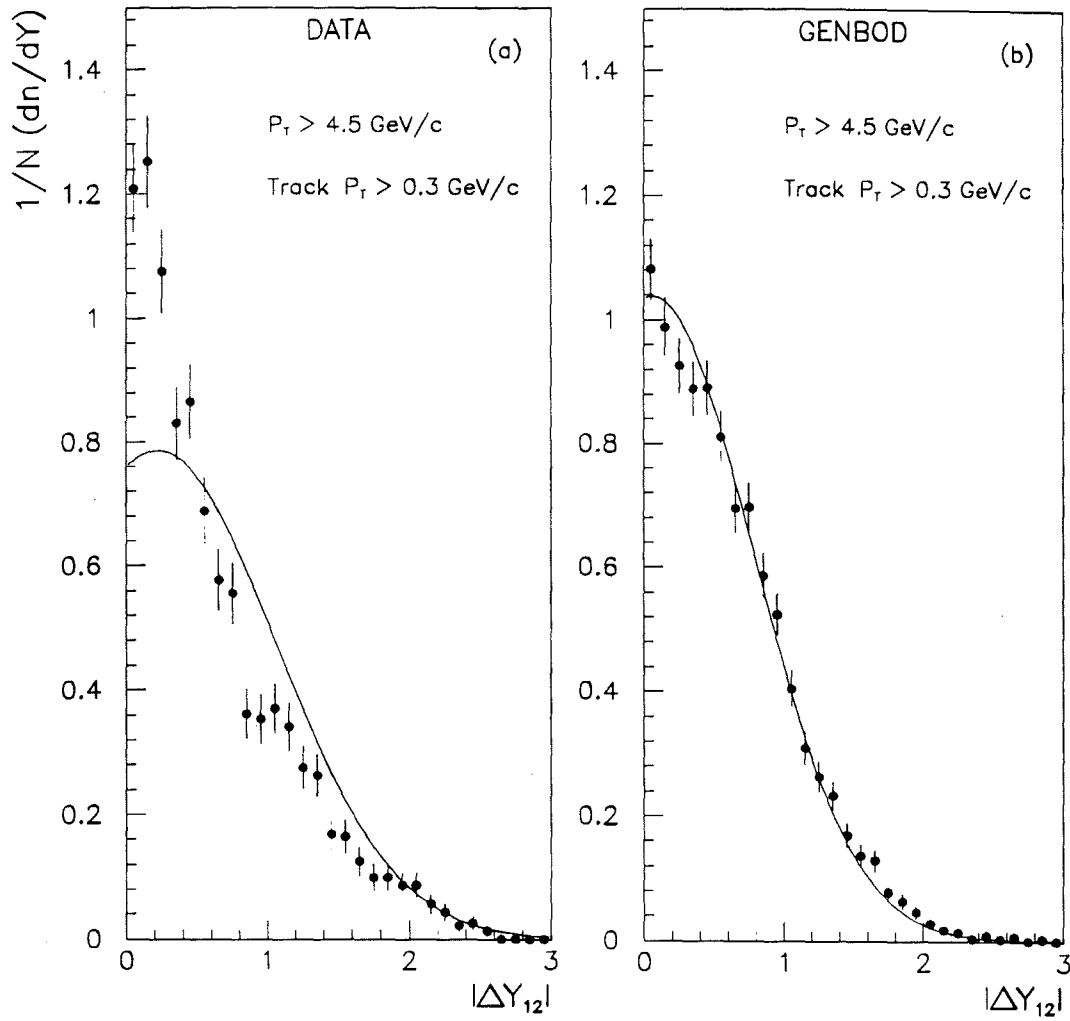 1/N (dn/dY)
DATA
(a)
P_T > 4.5 GeV/c
Track P_T > 0.3 GeV/c
1.4
1.2
1
0.8
0.6
0.4
0.2
0
0 1 2 3
|ΔY₁₂|
GENBOD
(b)
P_T > 4.5 GeV/c
Track P_T > 0.3 GeV/c
1.4
1.2
1
0.8
0.6
0.4
0.2
0
0 1 2 3
|ΔY₁₂|